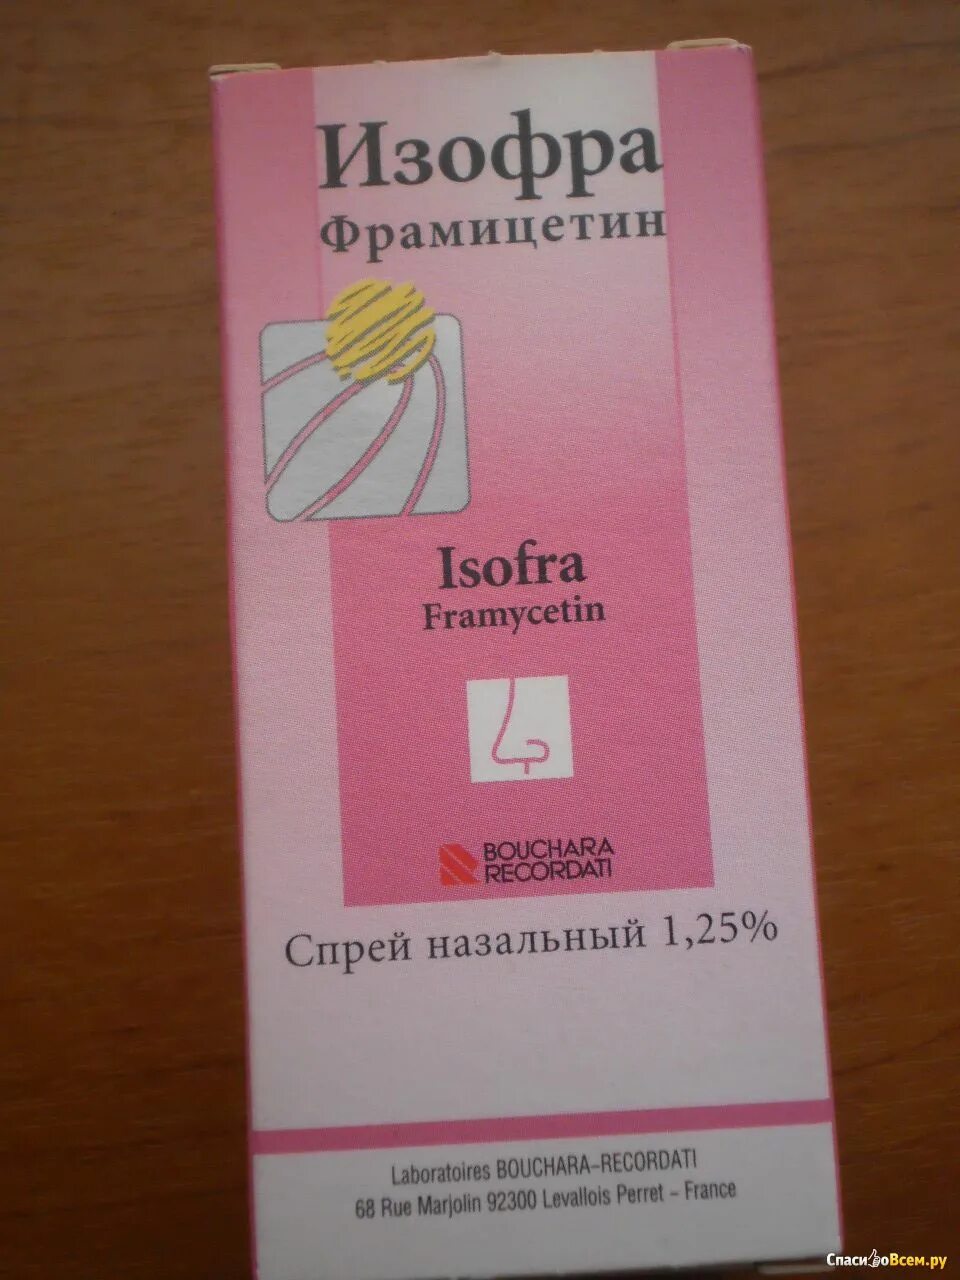 Изофра
Фрамицетин
Isofra
Framycetin
BOUCHARA
RECORDATI
Спрей назальный 1,25%
Laboratoires BOUCHARA-RECORDATI
68 Rue Marjolin 92300 Levallois Perret - France
СпасибоВсем.ру